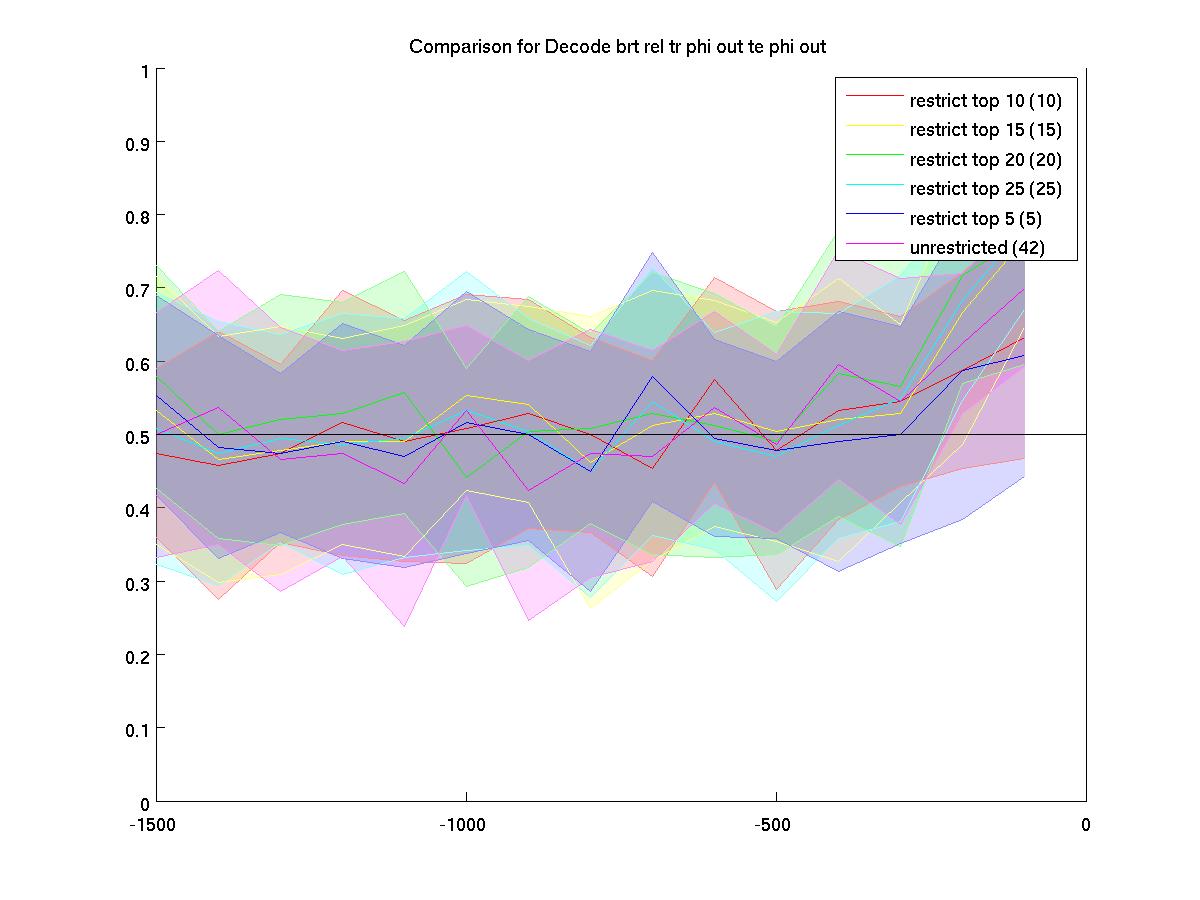 Comparison for Decode brt rel tr phi out te phi out
1
0.9
0.8
0.7
0.6
0.5
0.4
0.3
0.2
0.1
0
-1500
-1000
-500
0
restrict top 10 (10)
restrict top 15 (15)
restrict top 20 (20)
restrict top 25 (25)
restrict top 5 (5)
unrestricted (42)